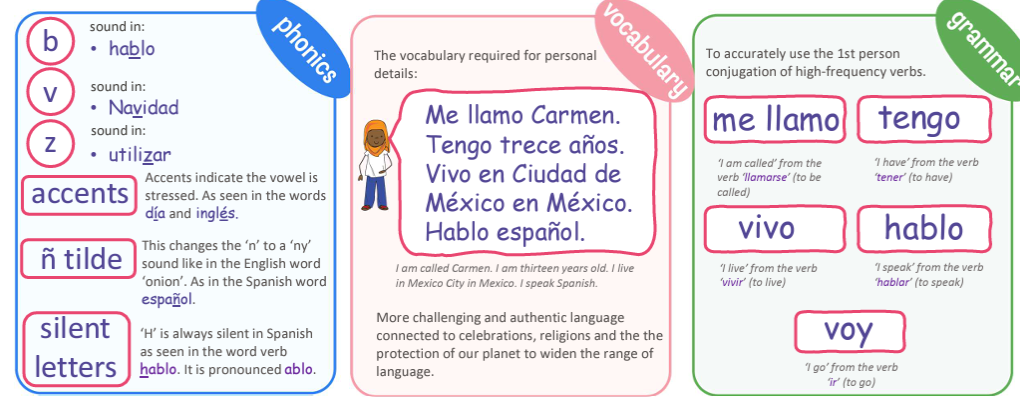 phonics
b
sound in:
• hablo
v
sound in:
• Navidad
z
sound in:
• utilizar
accents
Accents indicate the vowel is
stressed. As seen in the words
día and inglés.
ñ tilde
This changes the ‘n’ to a ‘ny’
sound like in the English word
‘onion’. As in the Spanish word
español.
silent
letters
‘H’ is always silent in Spanish
as seen in the word verb
hablo. It is pronounced ablo.
vocabulary
The vocabulary required for personal
details:
Me llamo Carmen.
Tengo trece años.
Vivo en Ciudad de
México en México.
Hablo español.
I am called Carmen. I am thirteen years old. I live
in Mexico City in Mexico. I speak Spanish.
More challenging and authentic language
connected to celebrations, religions and the the
protection of our planet to widen the range of
language.
grammar
To accurately use the 1st person
conjugation of high-frequency verbs.
me llamo
‘I am called’ from the
verb ‘llamarse’ (to be
called)
tengo
‘I have’ from the verb
‘tener’ (to have)
vivo
‘I live’ from the verb
‘vivir’ (to live)
hablo
‘I speak’ from the verb
‘hablar’ (to speak)
voy
‘I go’ from the verb
‘ir’ (to go)